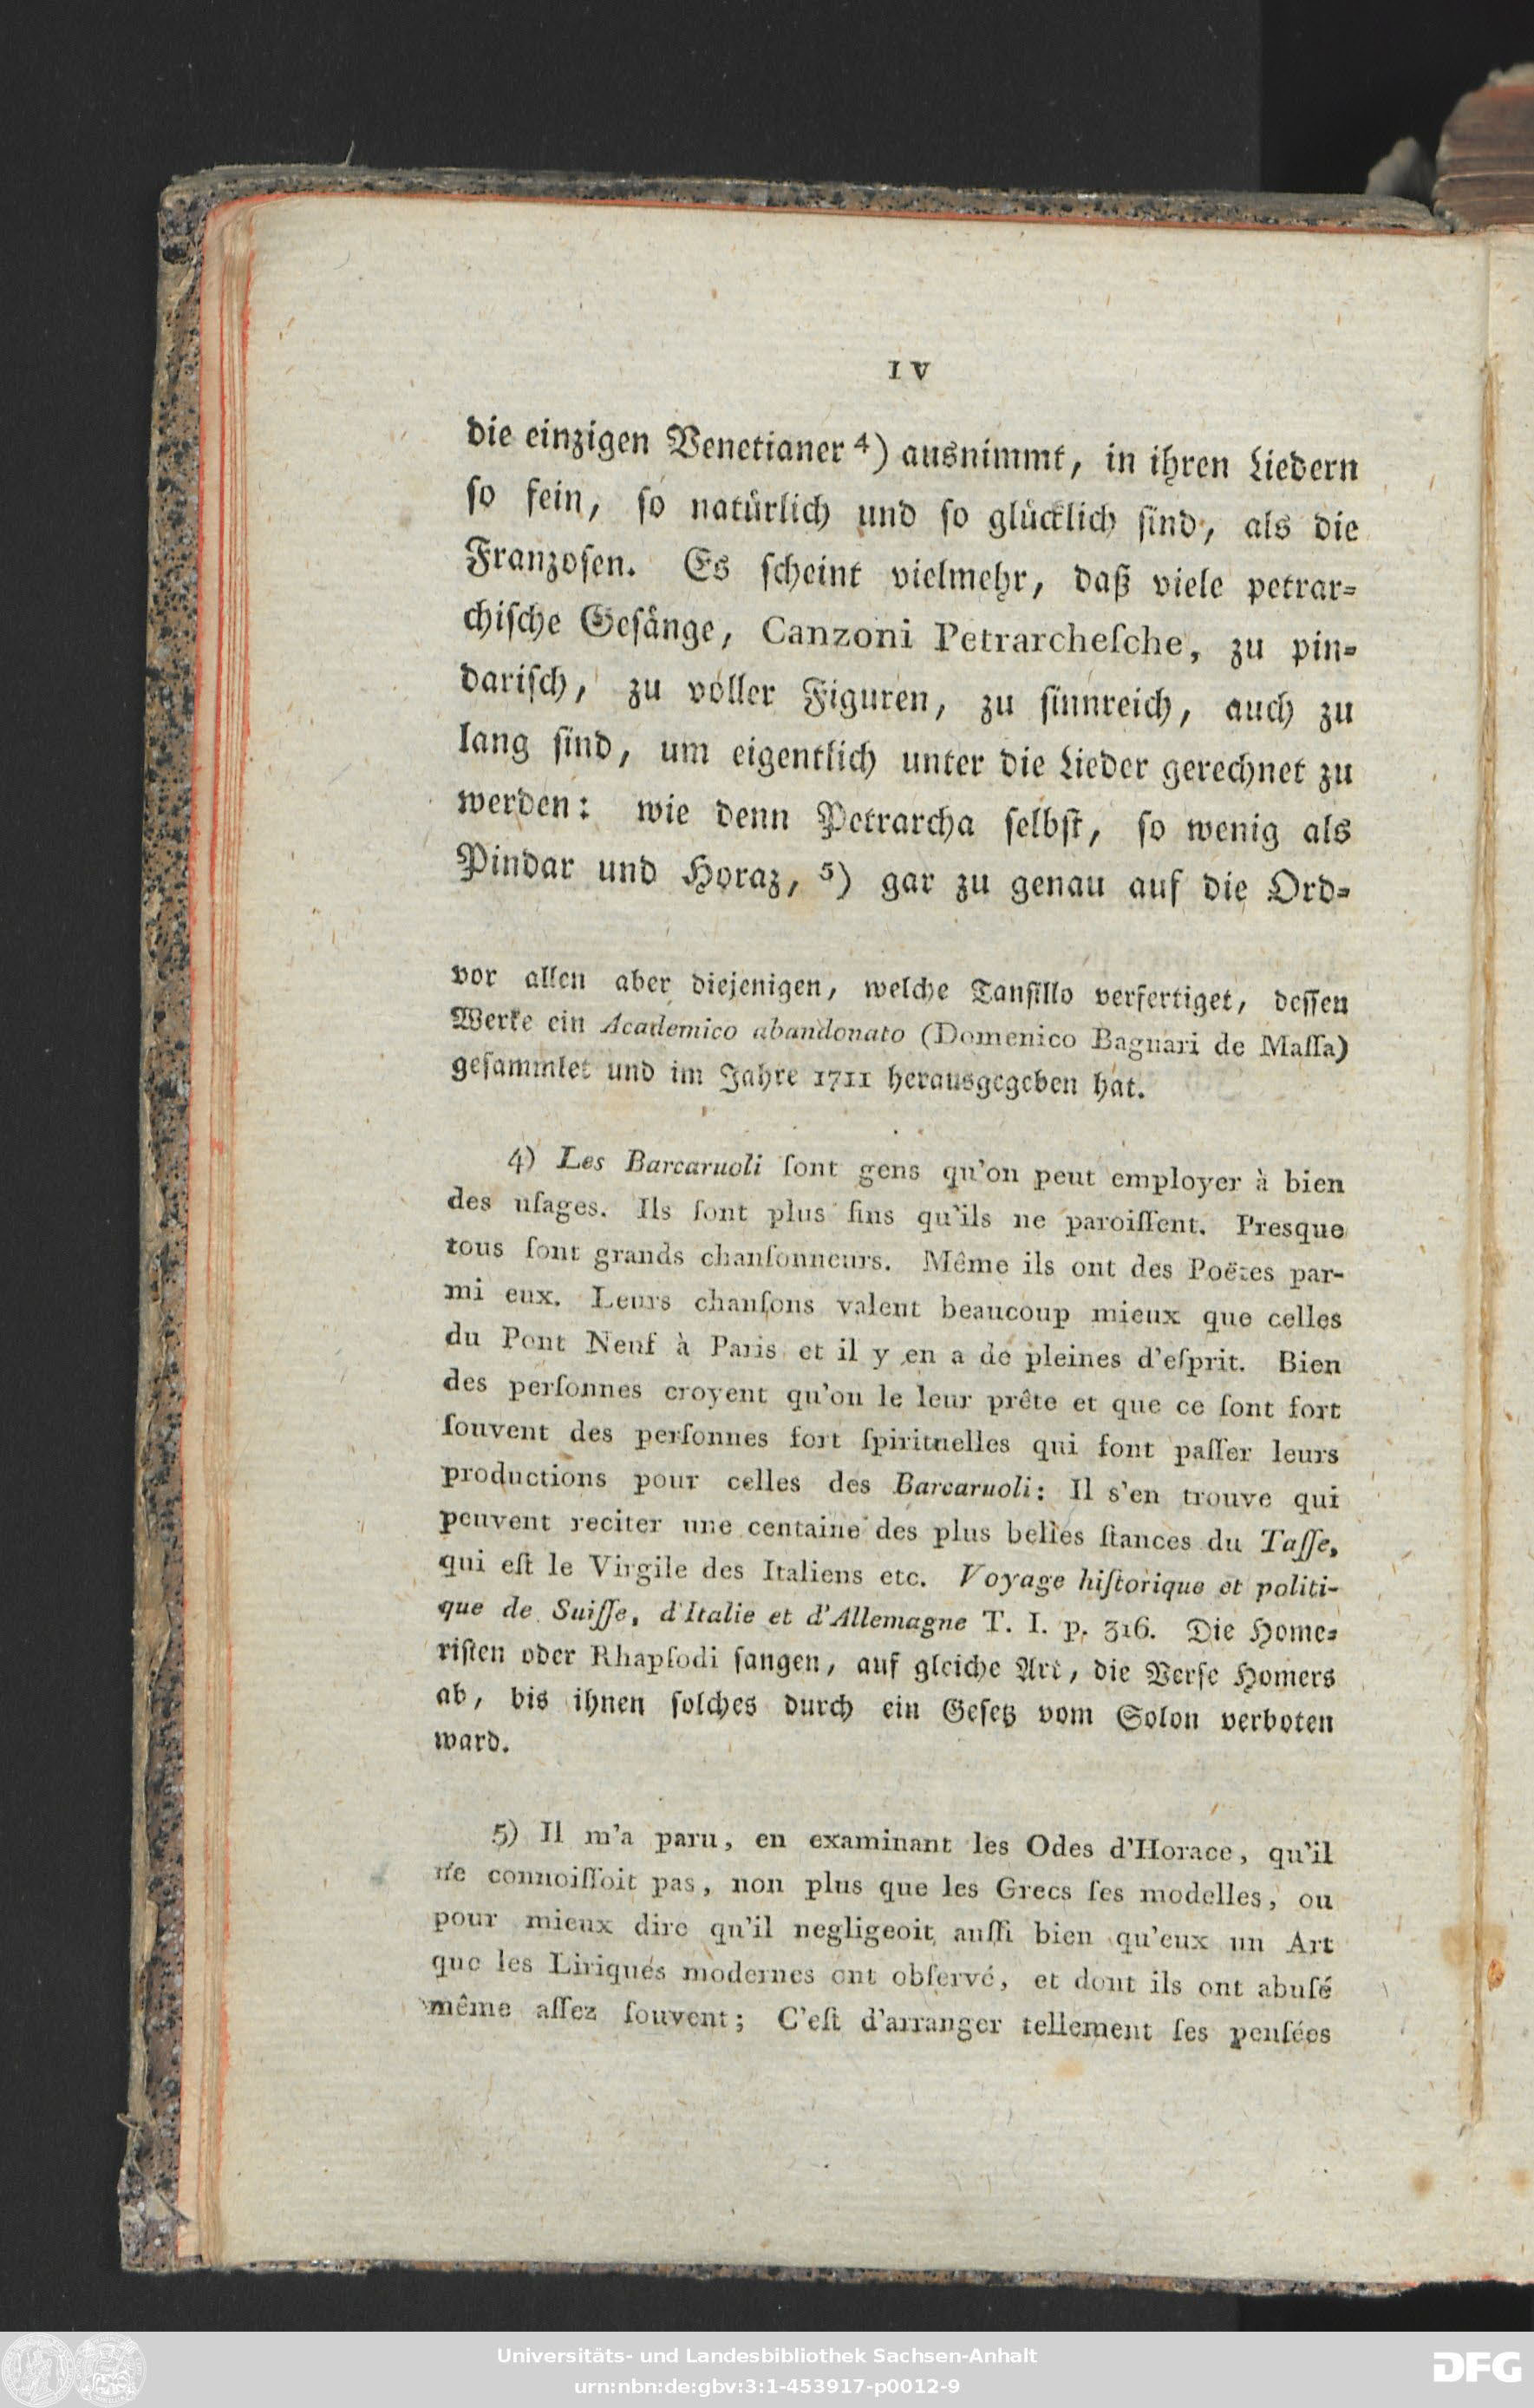 IV
die einzigen Venetianer 4) ausnimmt, in ihren Liedern
ſo fein, ſo natürlich und ſo glücklich ſind, als die
Franzoſen. Es ſcheint vielmehr, daß viele petrar-
chiſche Geſänge, Canzoni Petrarcheſche, zu pin-
dariſch, zu voller Figuren, zu ſinnreich, auch zu
lang ſind, um eigentlich unter die Lieder gerechnet zu
werden: wie denn Petrarcha ſelbſt, ſo wenig als
Pindar und Horaz, 5) gar zu genau auf die Ord-
vor allen aber diejenigen, welche Tanſillo verfertiget, deſſen
Werke ein Academico abandonato (Domenico Bagnari de Maſſa)
geſammlet und im Jahre 1711 herausgegeben hat.
4) Les Barcaruoli ſont gens qu'on peut employer à bien
des uſages. Ils ſont plus fins qu'ils ne paroiſſent. Presque
tous ſont grands chanſonneurs. Même ils ont des Poëtes par-
mi eux. Leurs chanſons valent beaucoup mieux que celles
du Pont Neuf à Paris et il y en a de pleines d'eſprit. Bien
des perſonnes croyent qu'on le leur prête et que ce ſont fort
ſouvent des perſonnes fort ſpirituelles qui font paſſer leurs
productions pour celles des Barcaruoli: Il s'en trouve qui
peuvent reciter une centaine des plus belles ſtances du Taſſe,
qui eſt le Virgile des Italiens etc. Voyage hiſtorique et politi-
que de Suiſſe, d'Italie et d'Allemagne T. I. p. 316. Die Home-
riſten oder Rhapſodi ſangen, auf gleiche Art, die Verſe Homers
ab, bis ihnen ſolches durch ein Geſetz vom Solon verboten
ward.
5) Il m'a paru, en examinant les Odes d'Horace, qu'il
ne connoiſſoit pas, non plus que les Grecs ſes modelles, ou
pour mieux dire qu'il negligeoit auſſi bien qu'eux un Art
que les Liriques modernes ont obſervé, et dont ils ont abuſé
même aſſez ſouvent; C'eſt d'arranger tellement ſes penſées
Universitäts- und Landesbibliothek Sachsen-Anhalt
urn:nbn:de:gbv:3:1-453917-p0012-9
DFG